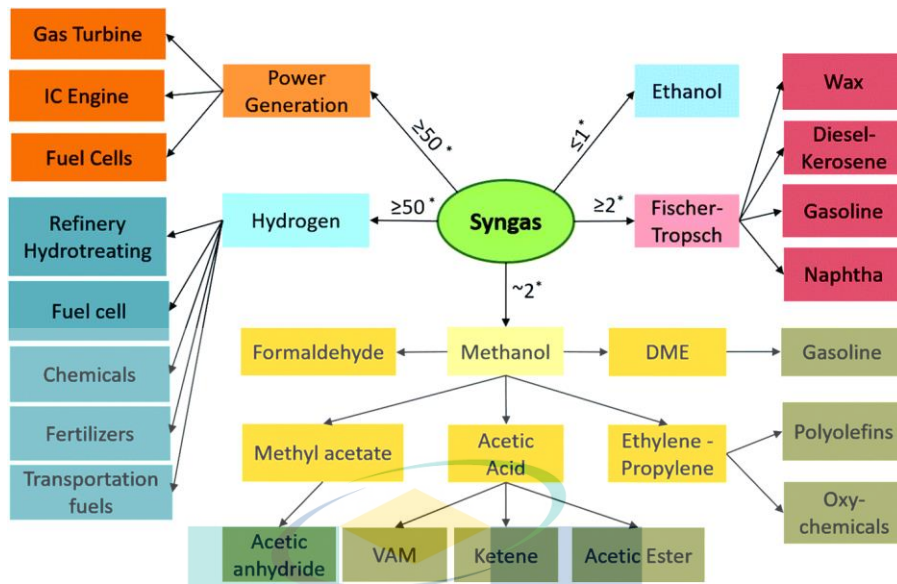 Gas Turbine
IC Engine
Fuel Cells
Power
Generation
≥50*
≤1*
Ethanol
Wax
Diesel-
Kerosene
Gasoline
Naphtha
Refinery
Hydrotreating
Fuel cell
Chemicals
Fertilizers
Transportation
fuels
Hydrogen
≥50*
Syngas
≥2*
Fischer-
Tropsch
~2*
Formaldehyde
Methanol
DME
Gasoline
Methyl acetate
Acetic
Acid
Ethylene -
Propylene
Polyolefins
Oxy-
chemicals
Acetic
anhydride
VAM
Ketene
Acetic Ester